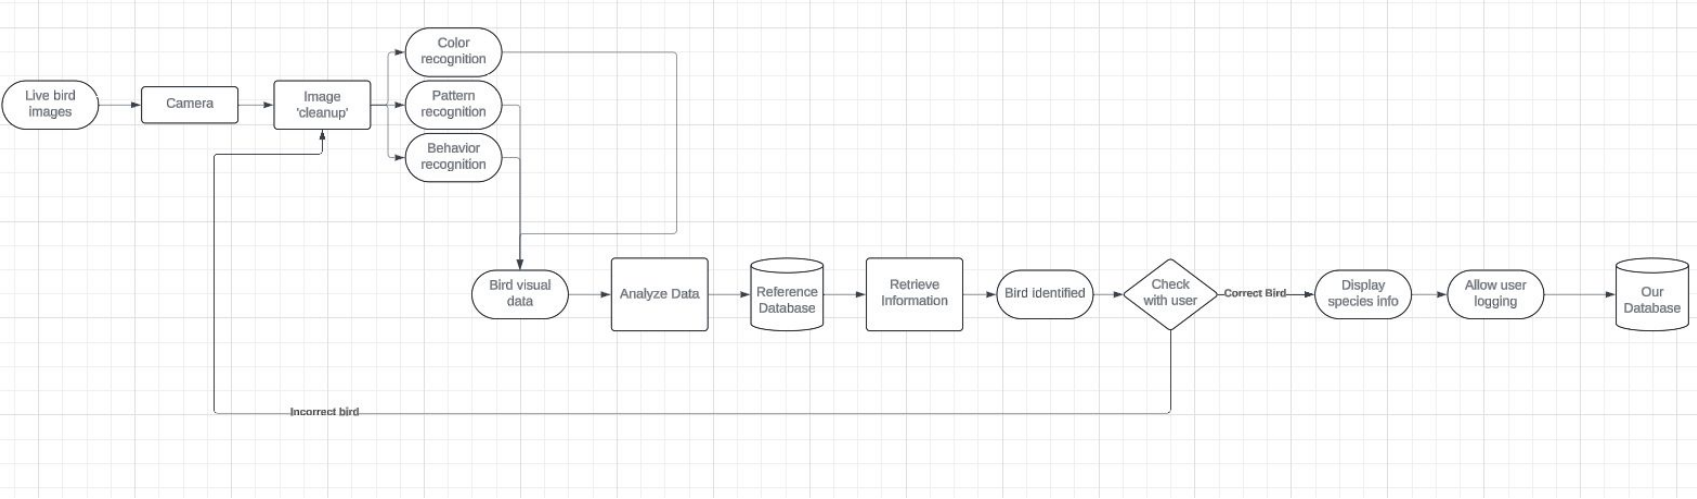 Color
recognition
Live bird
images
Camera
Image
'cleanup'
Pattern
recognition
Behavior
recognition
Bird visual
data
Analyze Data
Reference
Database
Retrieve
Information
Bird identified
Check
with user
Correct Bird
Display
species info
Allow user
logging
Our
Database
Incorrect bird